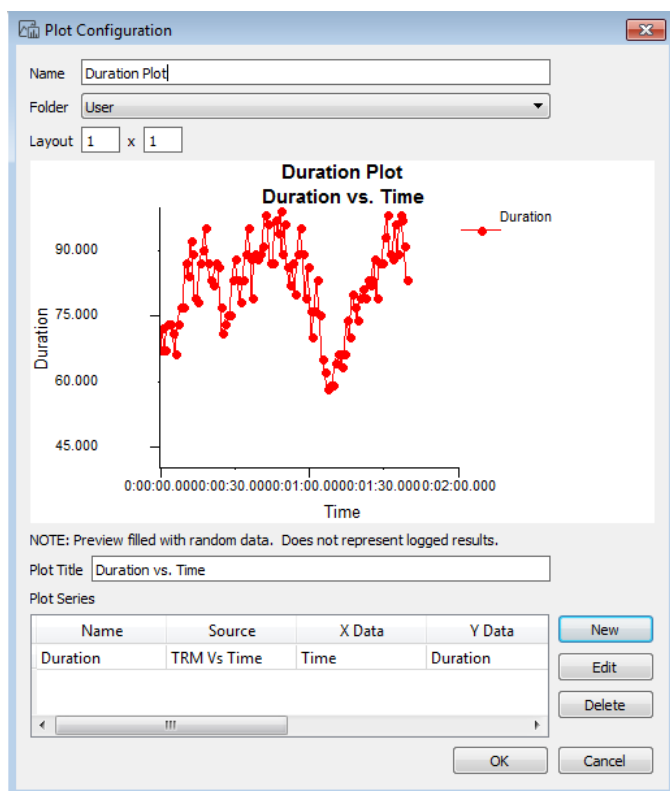 Plot Configuration
Name Duration Plot
Folder User
Layout 1 x 1
Duration Plot
Duration vs. Time
Duration
90.000
75.000
60.000
45.000
Duration
0:00:00.0000:00:30.0000:01:00.0000:01:30.0000:02:00.000
Time
NOTE: Preview filled with random data. Does not represent logged results.
Plot Title Duration vs. Time
Plot Series
Name Source X Data Y Data
Duration TRM Vs Time Time Duration
New
Edit
Delete
OK Cancel